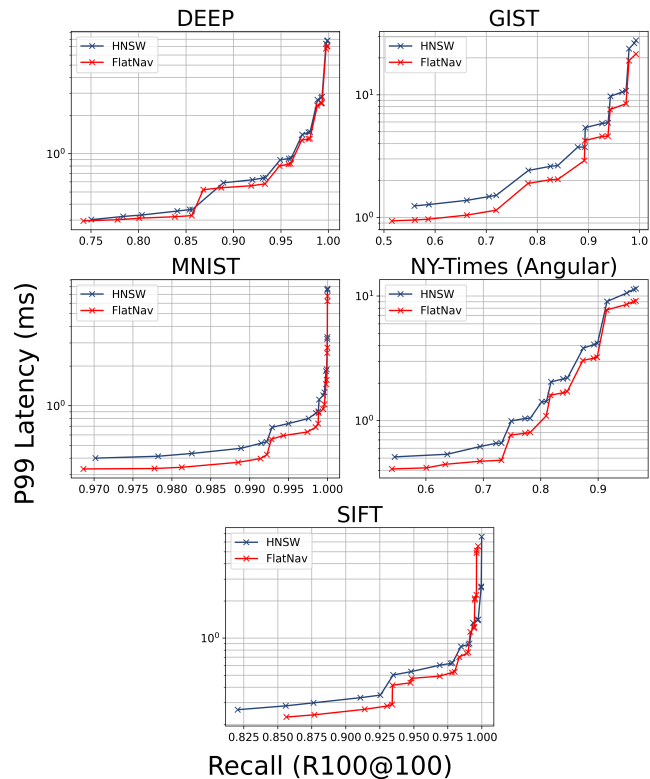 DEEP
GIST
HNSW
FlatNav
HNSW
FlatNav
10⁰
10¹
10⁰
0.75 0.80 0.85 0.90 0.95 1.00
0.5 0.6 0.7 0.8 0.9 1.0
MNIST
NY-Times (Angular)
HNSW
FlatNav
HNSW
FlatNav
10⁰
10¹
10⁰
0.970 0.975 0.980 0.985 0.990 0.995 1.000
0.6 0.7 0.8 0.9
P99 Latency (ms)
SIFT
HNSW
FlatNav
10⁰
0.825 0.850 0.875 0.900 0.925 0.950 0.975 1.000
Recall (R100@100)